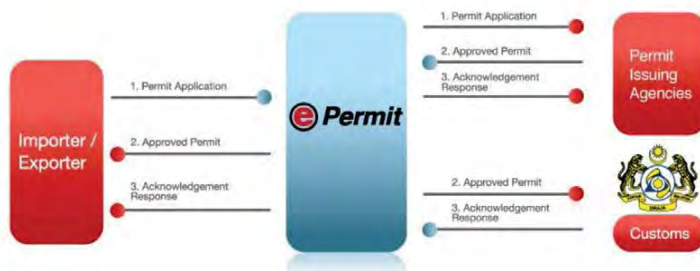 Importer /
Exporter
1. Permit Application
2. Approved Permit
3. Acknowledgement
Response
e Permit
1. Permit Application
2. Approved Permit
3. Acknowledgement
Response
2. Approved Permit
3. Acknowledgement
Response
Permit
Issuing
Agencies
Customs